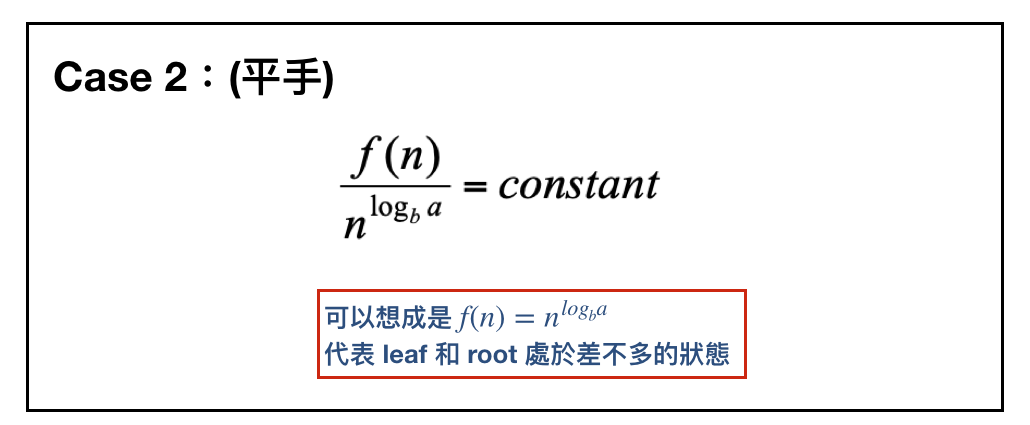 Case 2：(平手)
f(n) / n^{log_b a} = constant
可以想成是 f(n) = n^{log_b a}
代表 leaf 和 root 處於差不多的狀態